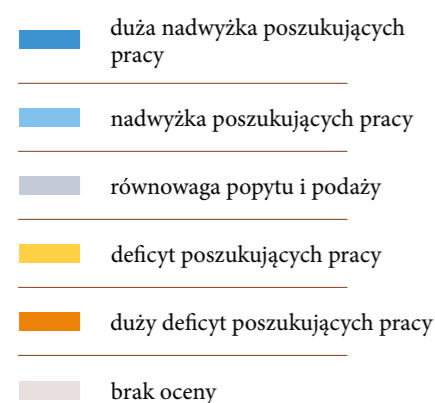 duża nadwyżka poszukujących
pracy
nadwyżka poszukujących pracy
równowaga popytu i podaży
deficyt poszukujących pracy
duży deficyt poszukujących pracy
brak oceny